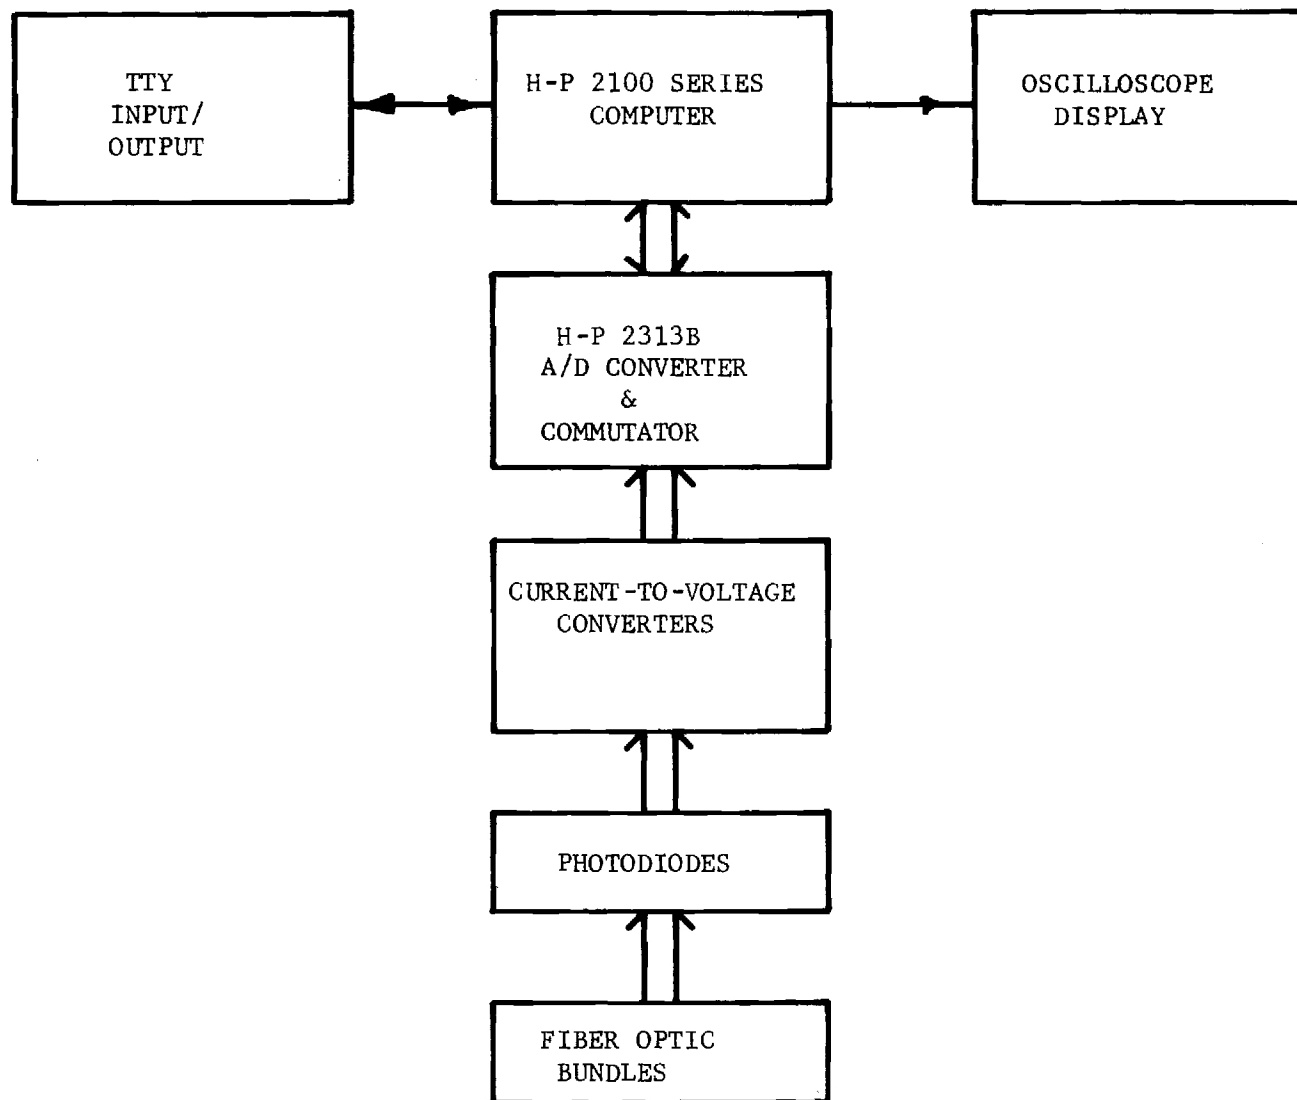 TTY
INPUT/
OUTPUT
H-P 2100 SERIES
COMPUTER
OSCILLOSCOPE
DISPLAY
H-P 2313B
A/D CONVERTER
&
COMMUTATOR
CURRENT-TO-VOLTAGE
CONVERTERS
PHOTODIODES
FIBER OPTIC
BUNDLES